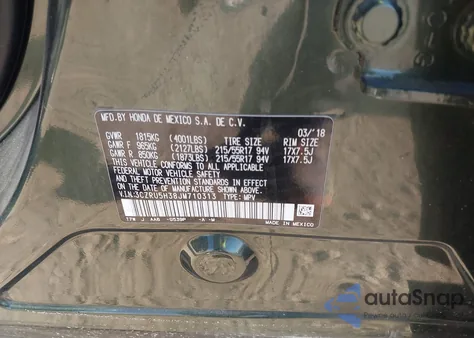 MFD.BY HONDA DE MEXICO S.A. DE C.V.
03/'18
GVWR 1815KG (4001LBS) TIRE SIZE RIM SIZE
GAWR F 965KG (2127LBS) 215/55R17 94V 17X7.5J
GAWR R 850KG (1873LBS) 215/55R17 94V 17X7.5J
THIS VEHICLE CONFORMS TO ALL APPLICABLE
FEDERAL MOTOR VEHICLE SAFETY AND
THEFT PREVENTION STANDARDS IN EFFECT ON
THE DATE OF MANUFACTURE SHOWN ABOVE.
V.I.N:3CZRU5H38JM710313 TYPE: MPV
MADE IN MEXICO
autoSnap